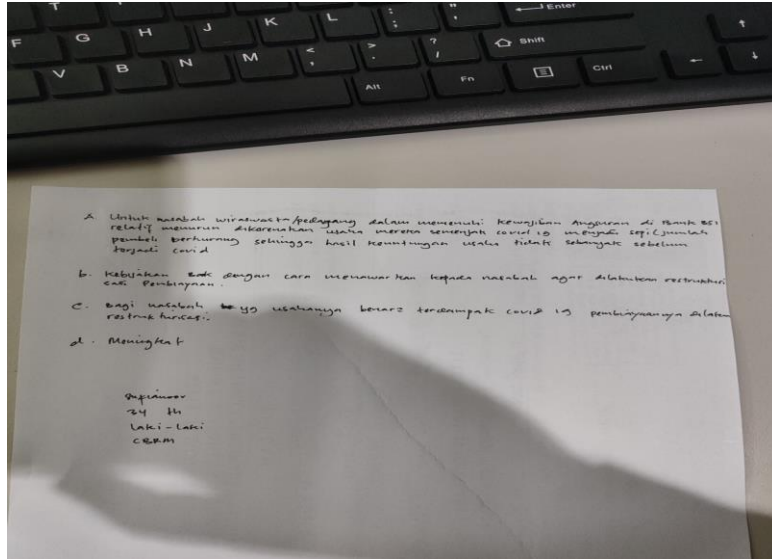 T K L : ; " ' Enter
F G H J > . ? / Shift
V B N M < , Alt Fn Ctrl
a Untuk nasabah wiraswasta/pedagang dalam memenuhi kewajiban Angsuran di Bank BSI
relatif menurun dikarenakan usaha mereka semenjak covid 19 menjadi sepi (jumlah
pembeli berkurang sehingga hasil keuntungan usaha tidak sebanyak sebelum
terjadi covid
b. Kebijakan dengan cara menawarkan kepada nasabah agar dilakukan restrukturi
sasi Pembiayaan.
c. Bagi nasabah yg usahanya benar2 terdampak covid 19 pembiayaannya dilakukan
restrukturisasi.
d. Meningkat
34 th
Laki-laki
CBRM